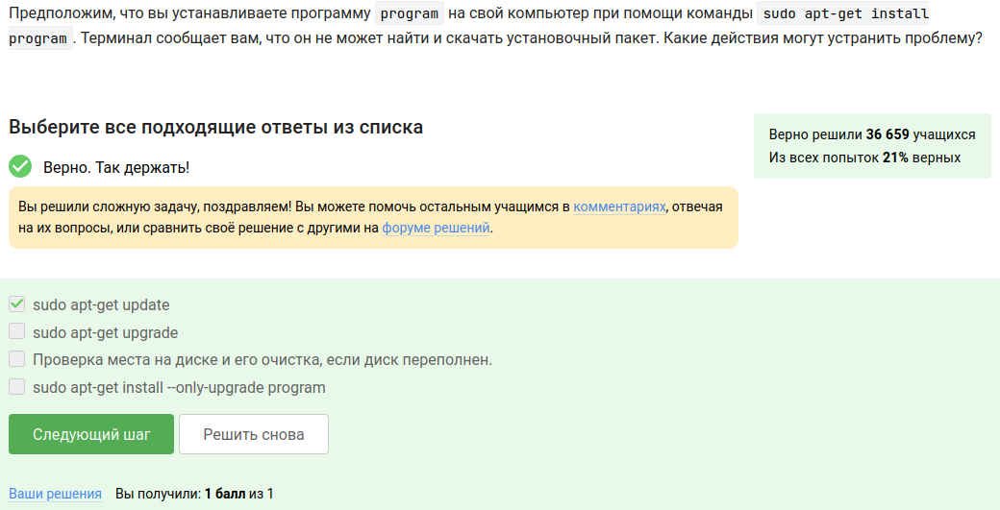 Предположим, что вы устанавливаете программу program на свой компьютер при помощи команды sudo apt-get install
program. Терминал сообщает вам, что он не может найти и скачать установочный пакет. Какие действия могут устранить проблему?
Выберите все подходящие ответы из списка
Верно решили 36 659 учащихся
Из всех попыток 21% верных
Верно. Так держать!
Вы решили сложную задачу, поздравляем! Вы можете помочь остальным учащимся в комментариях, отвечая
на их вопросы, или сравнить своё решение с другими на форуме решений.
sudo apt-get update
sudo apt-get upgrade
Проверка места на диске и его очистка, если диск переполнен.
sudo apt-get install --only-upgrade program
Следующий шаг Решить снова
Ваши решения Вы получили: 1 балл из 1